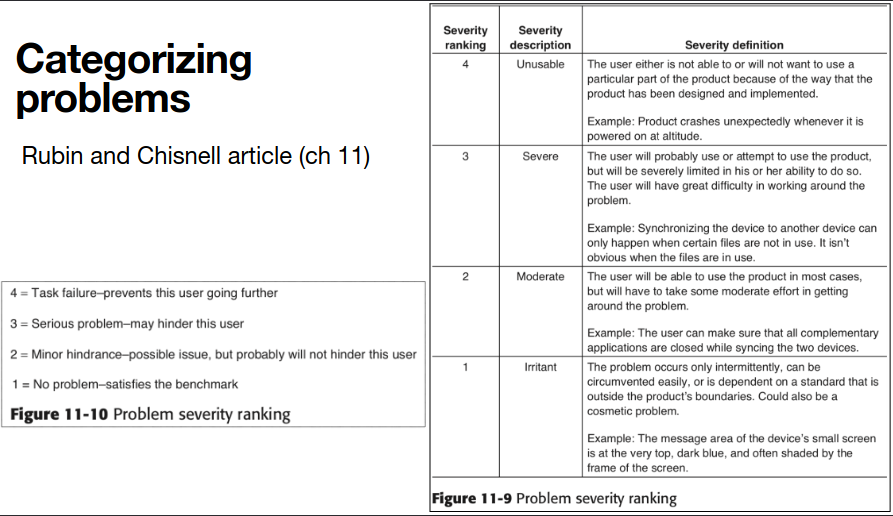 Categorizing
problems
Rubin and Chisnell article (ch 11)
4 = Task failure–prevents this user going further
3 = Serious problem–may hinder this user
2 = Minor hindrance–possible issue, but probably will not hinder this user
1 = No problem–satisfies the benchmark
Figure 11-10 Problem severity ranking
Severity ranking Severity description Severity definition
4 Unusable The user either is not able to or will not want to use a
particular part of the product because of the way that the
product has been designed and implemented.
Example: Product crashes unexpectedly whenever it is
powered on at altitude.
3 Severe The user will probably use or attempt to use the product,
but will be severely limited in his or her ability to do so.
The user will have great difficulty in working around the
problem.
Example: Synchronizing the device to another device can
only happen when certain files are not in use. It isn't
obvious when the files are in use.
2 Moderate The user will be able to use the product in most cases,
but will have to take some moderate effort in getting
around the problem.
Example: The user can make sure that all complementary
applications are closed while syncing the two devices.
1 Irritant The problem occurs only intermittently, can be
circumvented easily, or is dependent on a standard that is
outside the product's boundaries. Could also be a
cosmetic problem.
Example: The message area of the device's small screen
is at the very top, dark blue, and often shaded by the
frame of the screen.
Figure 11-9 Problem severity ranking